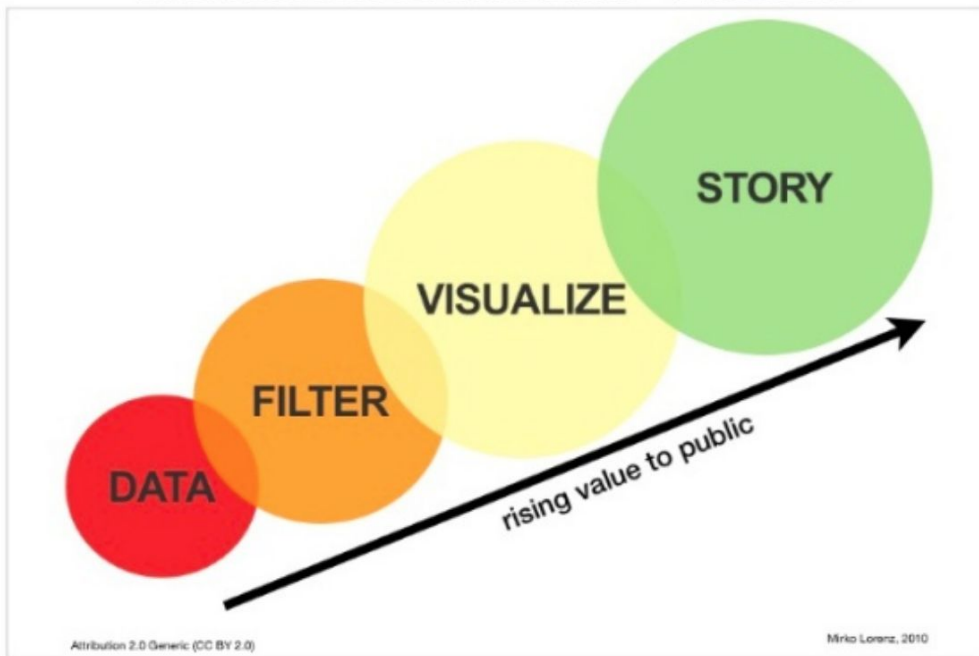 STORY
VISUALIZE
FILTER
DATA
rising value to public
Attribution 2.0 Generic (CC BY 2.0)
Mirko Lorenz, 2010